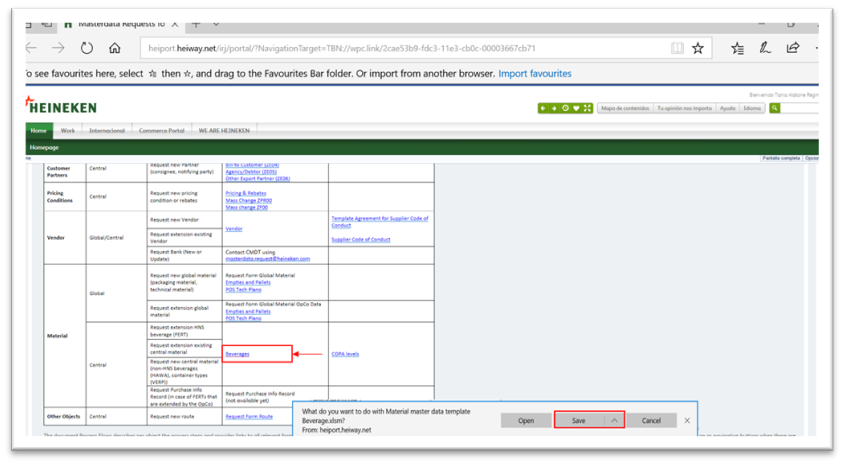 Masterdata Requests To
heiport.heiway.net/irj/portal/?NavigationTarget=TBN://wpc.link/2cae53b9-fdc3-11e3-cb0c-00003667cb71
o see favourites here, select ☆ then ☆, and drag to the Favourites Bar folder. Or import from another browser. Import favourites
HEINEKEN
Mapa de contenidos Tu opinión nos importa Ayuda Idioma
Home Work Internacional Commerce Portal WE ARE HEINEKEN
Homepage
Pantalla completa
Customer
Partners
Central
Request new Partner
(consignee, notifying party)
Bill to Customer (ZE04)
Agency/Debtor (ZE05)
Other Export Partner (ZE06)
Pricing
Conditions
Central
Request new pricing
condition or rebates
Pricing & Rebates
Mass Change ZPR00
Mass change ZF00
Vendor
Global/Central
Request new Vendor
Request extension existing
Vendor
Vendor
Template Agreement for Supplier Code of
Conduct
Supplier Code of Conduct
Request Bank (New or
Update)
Contact CMDT using
masterdata.request@heineken.com
Material
Global
Request new global material
(packaging material,
technical material)
Request Form Global Material
Empties and Pallets
POS Tech Plano
Request extension global
material
Request Form Global Material OpCo Data
Empties and Pallets
POS Tech Plano
Central
Request extension HNS
beverage (FERT)
Request extension existing
central material
Request new central material
(non-HNS beverages
(HAWA), container types
(VERP))
Beverages
COPA levels
Request Purchase Info
Record (in case of FERTs that
are extended by the OpCo)
Request Purchase Info Record
(not available yet)
Other Objects
Central
Request new route
Request Form Route
What do you want to do with Material master data template
Beverage.xlsm?
From: heiport.heiway.net
Open Save Cancel